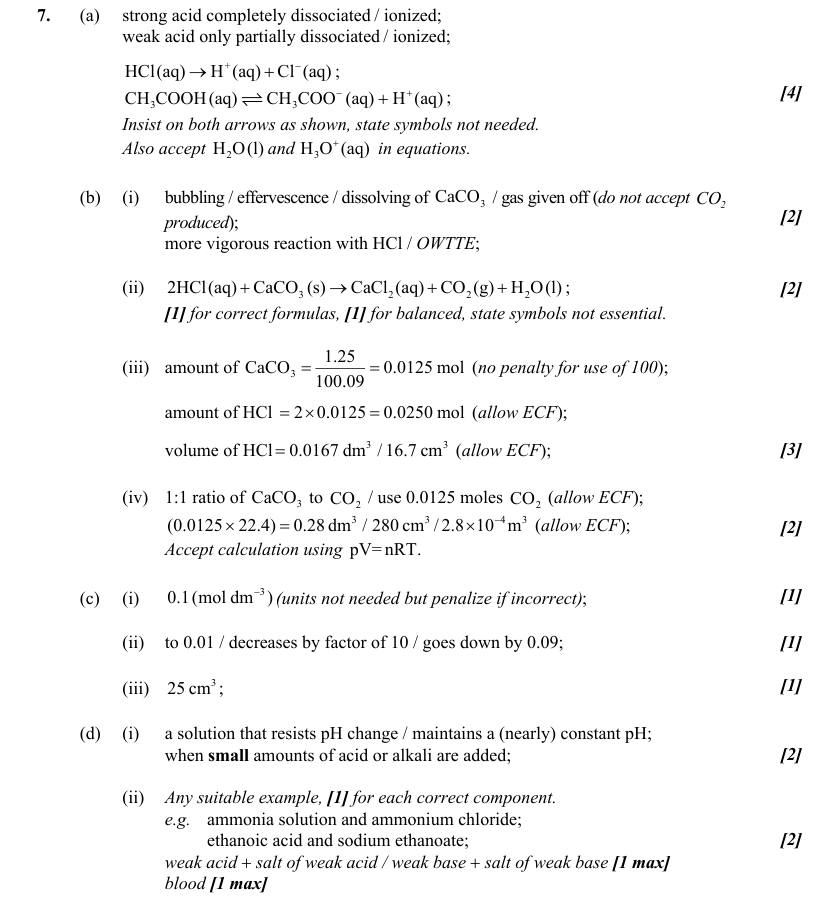 7. (a) strong acid completely dissociated / ionized;
weak acid only partially dissociated / ionized;
HCl(aq) → H⁺(aq) + Cl⁻(aq);
CH₃COOH(aq) ⇌ CH₃COO⁻(aq) + H⁺(aq); [4]
Insist on both arrows as shown, state symbols not needed.
Also accept H₂O(l) and H₃O⁺(aq) in equations.
(b) (i) bubbling / effervescence / dissolving of CaCO₃ / gas given off (do not accept CO₂
produced); [2]
more vigorous reaction with HCl / OWTTE;
(ii) 2HCl(aq) + CaCO₃(s) → CaCl₂(aq) + CO₂(g) + H₂O(l); [2]
[1] for correct formulas, [1] for balanced, state symbols not essential.
(iii) amount of CaCO₃ = 1.25/100.09 = 0.0125 mol (no penalty for use of 100);
amount of HCl = 2×0.0125 = 0.0250 mol (allow ECF);
volume of HCl = 0.0167 dm³ / 16.7 cm³ (allow ECF); [3]
(iv) 1:1 ratio of CaCO₃ to CO₂ / use 0.0125 moles CO₂ (allow ECF);
(0.0125×22.4) = 0.28 dm³ / 280 cm³ / 2.8×10⁻⁴ m³ (allow ECF); [2]
Accept calculation using pV=nRT.
(c) (i) 0.1 (mol dm⁻³) (units not needed but penalize if incorrect); [1]
(ii) to 0.01 / decreases by factor of 10 / goes down by 0.09; [1]
(iii) 25 cm³; [1]
(d) (i) a solution that resists pH change / maintains a (nearly) constant pH;
when small amounts of acid or alkali are added; [2]
(ii) Any suitable example, [1] for each correct component.
e.g. ammonia solution and ammonium chloride;
ethanoic acid and sodium ethanoate; [2]
weak acid + salt of weak acid / weak base + salt of weak base [1 max]
blood [1 max]